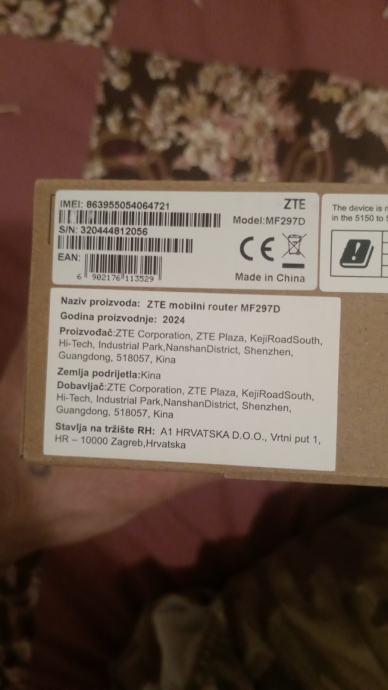 IMEI: 863955054064721
ZTE
S/N: 320444812056
Model:MF297D
CE
EAN:
6 902176 113529
Made in China
The device is
in the 5150 to
Naziv proizvoda: ZTE mobilni router MF297D
Godina proizvodnje: 2024
Proizvođač:ZTE Corporation, ZTE Plaza, KejiRoadSouth,
Hi-Tech, Industrial Park,NanshanDistrict, Shenzhen,
Guangdong, 518057, Kina
Zemlja podrijetla:Kina
Dobavljač:ZTE Corporation, ZTE Plaza, KejiRoadSouth,
Hi-Tech, Industrial Park,NanshanDistrict, Shenzhen,
Guangdong, 518057, Kina
Stavlja na tržište RH: A1 HRVATSKA D.O.O., Vrtni put 1,
HR – 10000 Zagreb,Hrvatska